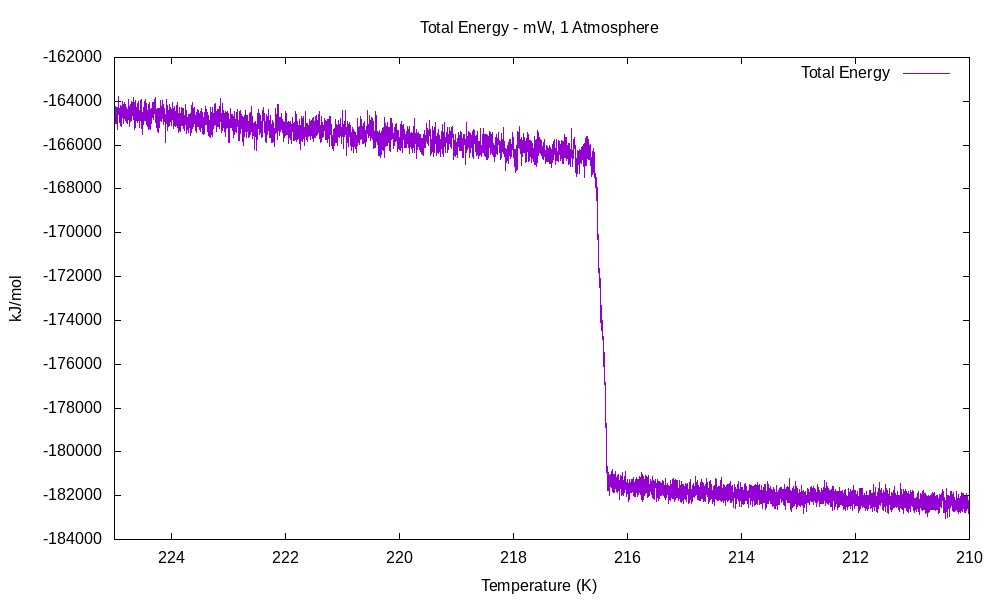 Total Energy - mW, 1 Atmosphere
Total Energy
-162000
-164000
-166000
-168000
-170000
-172000
-174000
-176000
-178000
-180000
-182000
-184000
kJ/mol
224 222 220 218 216 214 212 210
Temperature (K)